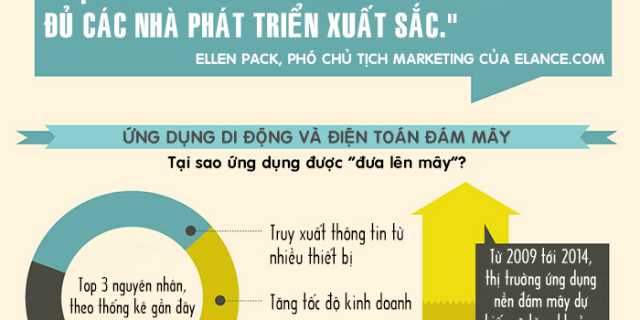 ĐỦ CÁC NHÀ PHÁT TRIỂN XUẤT SẮC."
ELLEN PACK, PHÓ CHỦ TỊCH MARKETING CỦA ELANCE.COM
ỨNG DỤNG DI ĐỘNG VÀ ĐIỆN TOÁN ĐÁM MÂY
Tại sao ứng dụng được "đưa lên mây"?
Top 3 nguyên nhân,
theo thống kê gần đây
Truy xuất thông tin từ
nhiều thiết bị
Tăng tốc độ kinh doanh
Từ 2009 tới 2014,
thị trường ứng dụng
nền đám mây dự